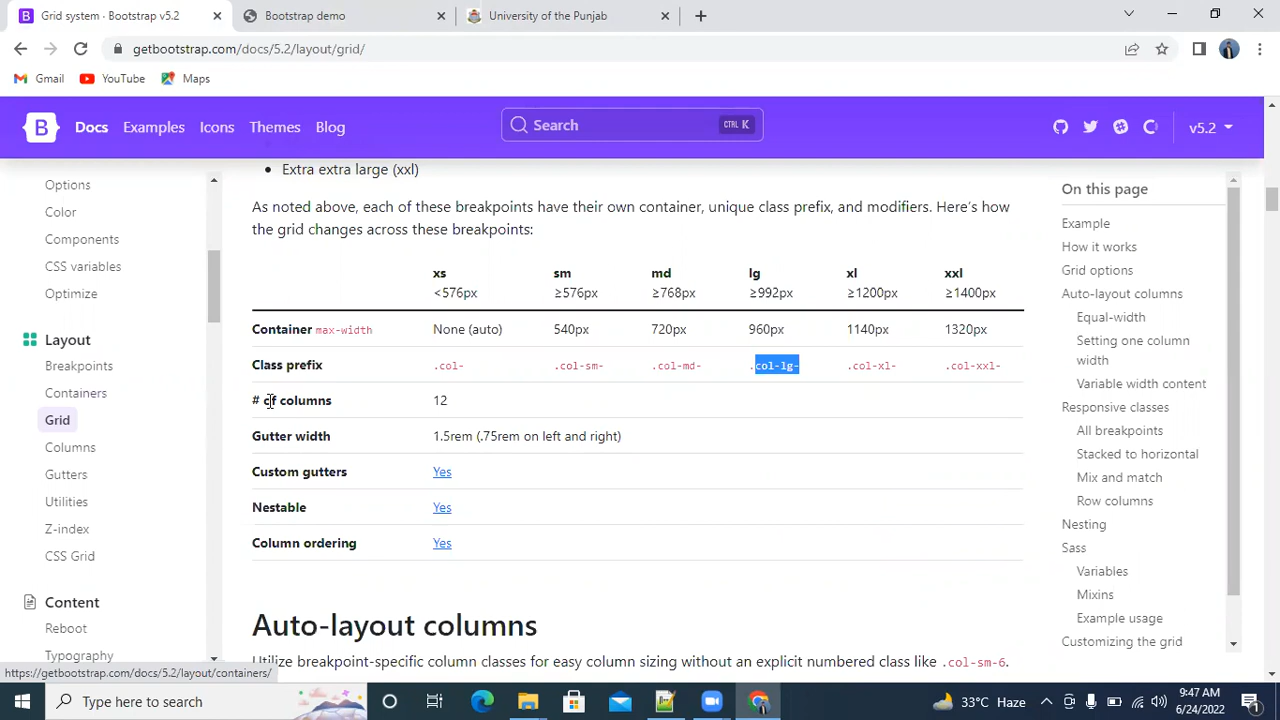 Grid system · Bootstrap v5.2
Bootstrap demo
University of the Punjab
getbootstrap.com/docs/5.2/layout/grid/
Gmail YouTube Maps
B Docs Examples Icons Themes Blog Search CTRL K v5.2
Options
Color
Components
CSS variables
Optimize
Layout
Breakpoints
Containers
Grid
Columns
Gutters
Utilities
Z-index
CSS Grid
Content
Reboot
Typography
Extra extra large (xxl)
As noted above, each of these breakpoints have their own container, unique class prefix, and modifiers. Here's how
the grid changes across these breakpoints:
xs sm md lg xl xxl
<576px ≥576px ≥768px ≥992px ≥1200px ≥1400px
Container max-width None (auto) 540px 720px 960px 1140px 1320px
Class prefix .col- .col-sm- .col-md- .col-lg- .col-xl- .col-xxl-
# of columns 12
Gutter width 1.5rem (.75rem on left and right)
Custom gutters Yes
Nestable Yes
Column ordering Yes
Auto-layout columns
Utilize breakpoint-specific column classes for easy column sizing without an explicit numbered class like .col-sm-6.
On this page
Example
How it works
Grid options
Auto-layout columns
Equal-width
Setting one column
width
Variable width content
Responsive classes
All breakpoints
Stacked to horizontal
Mix and match
Row columns
Nesting
Sass
Variables
Mixins
Example usage
Customizing the grid
https://getbootstrap.com/docs/5.2/layout/containers/
Type here to search
33°C Haze
9:47 AM
6/24/2022
1